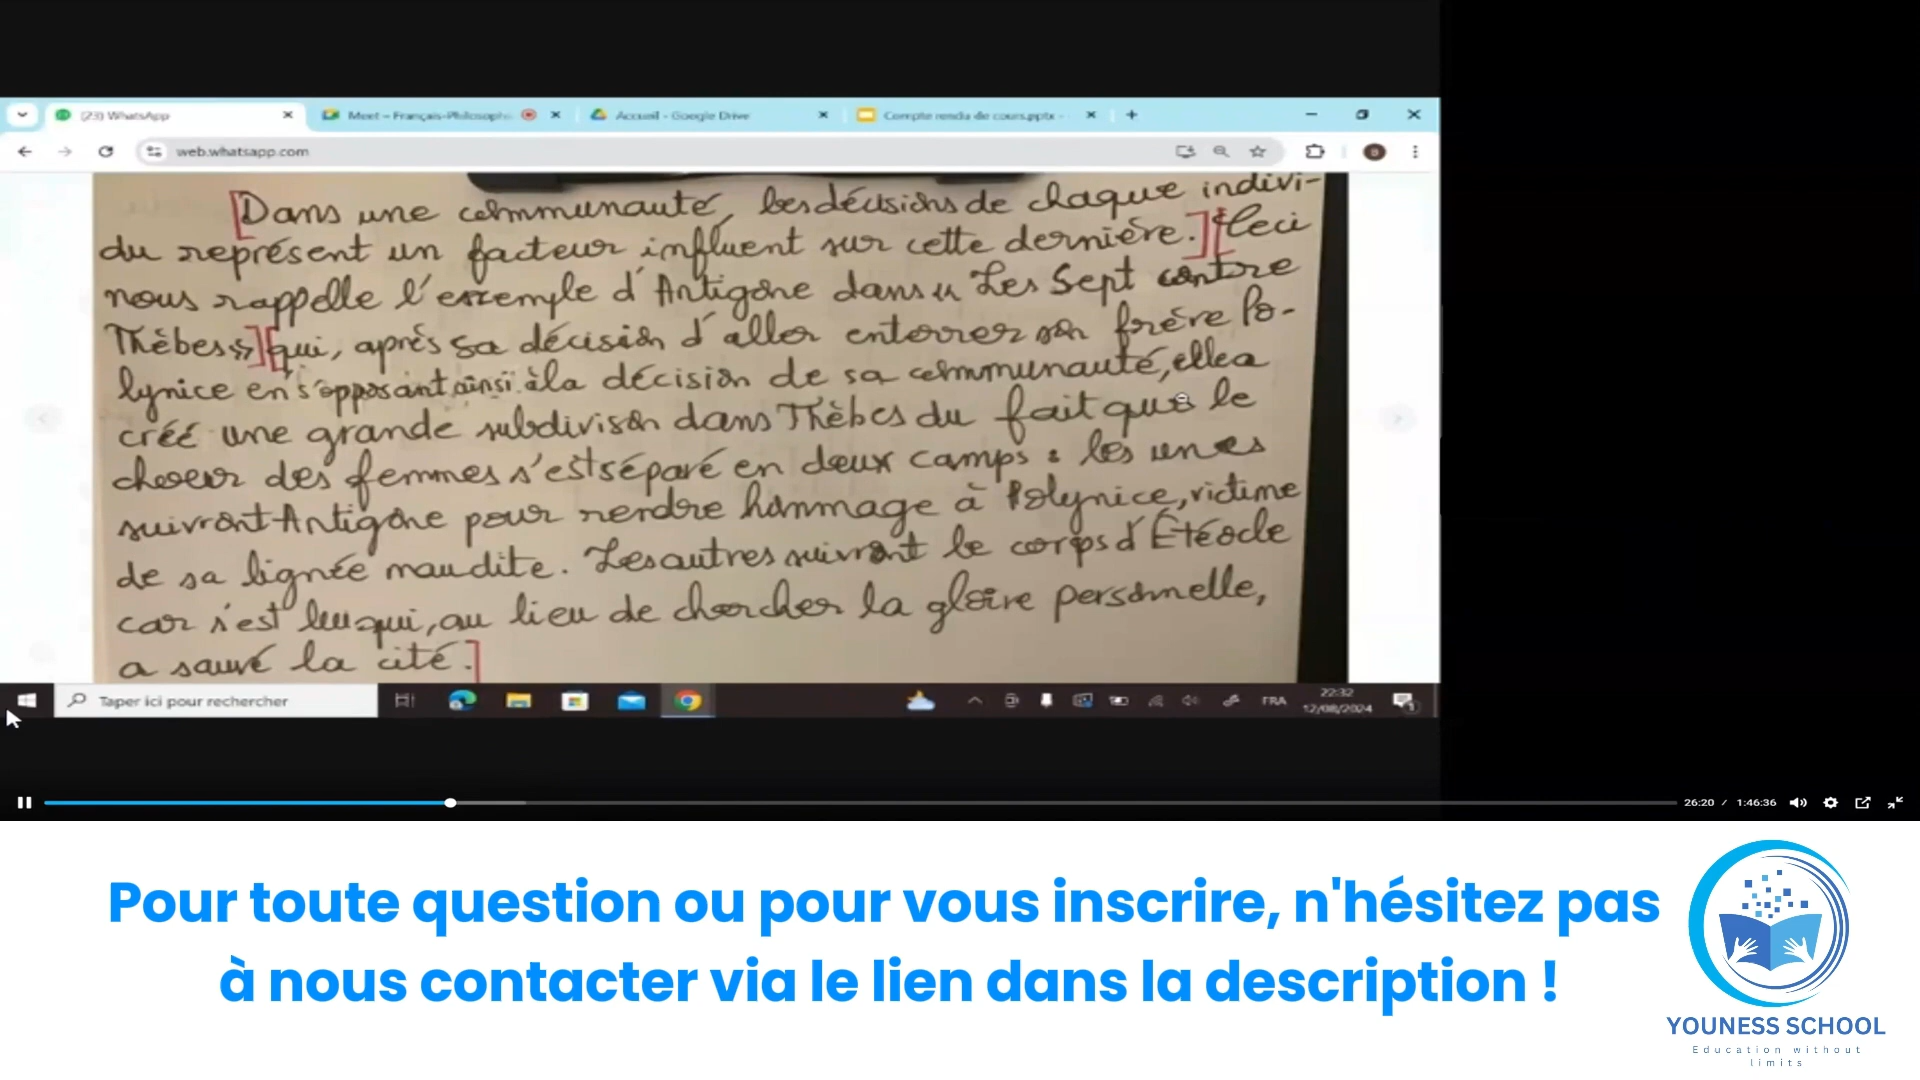 (23) WhatsApp
Meet – Français-Philosoph
Accueil - Google Drive
Compte rendu de cours.pptx -
web.whatsapp.com
Dans une communauté, les décisions de chaque indivi-
du représent un facteur influent sur cette dernière.] [Ceci
nous rappelle l'exemple d'Antigone dans « Les Sept contre
Thèbes »] [qui, après sa décision d'aller enterrer son frère Po-
lynice en s'opposant ainsi à la décision de sa communauté, elle a
créé une grande subdivison dans Thèbes du fait que le
choeur des femmes s'est séparé en deux camps : les unes
suivront Antigone pour rendre hommage à Polynice, victime
de sa lignée maudite. Les autres suivront le corps d'Étéocle
car s'est lui qui, au lieu de chercher la gloire personnelle,
a sauvé la cité.]
Taper ici pour rechercher
FRA
22:32
12/08/2024
26:20 / 1:46:36
Pour toute question ou pour vous inscrire, n'hésitez pas
à nous contacter via le lien dans la description !
YOUNESS SCHOOL
Education without
limits